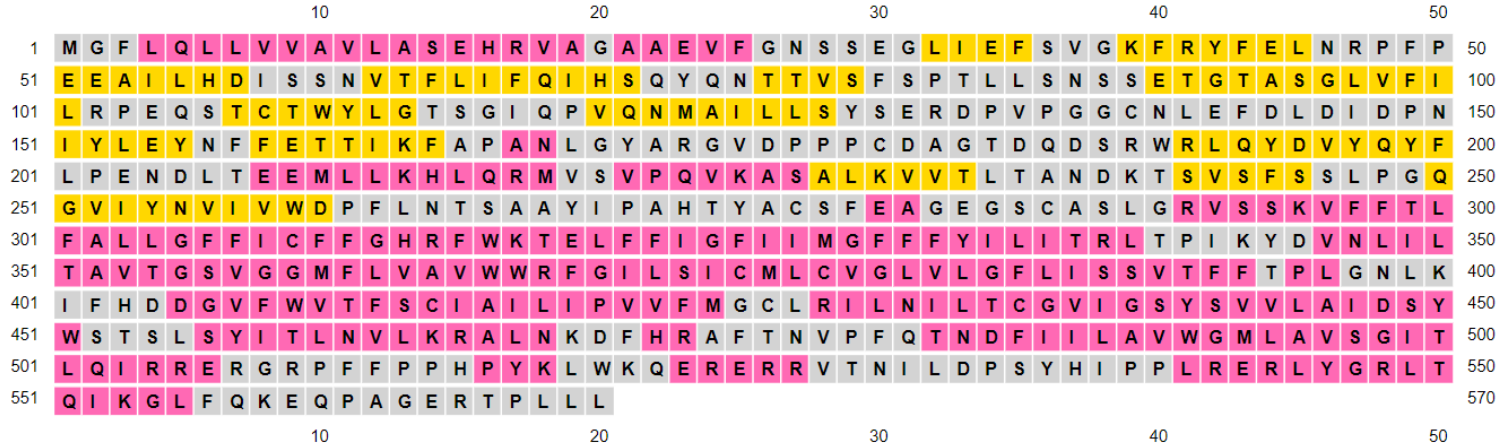 10 20 30 40 50
1 M G F L Q L L V V A V L A S E H R V A G A A E V F G N S S E G L I E F S V G K F R Y F E L N R P F P 50
51 E E A I L H D I S S N V T F L I F Q I H S Q Y Q N T T V S F S P T L L S N S S E T G T A S G L V F I 100
101 L R P E Q S T C T W Y L G T S G I Q P V Q N M A I L L S Y S E R D P V P G G C N L E F D L D I D P N 150
151 I Y L E Y N F F E T T I K F A P A N L G Y A R G V D P P P C D A G T D Q D S R W R L Q Y D V Y Q Y F 200
201 L P E N D L T E E M L L K H L Q R M V S V P Q V K A S A L K V V T L T A N D K T S V S F S S L P G Q 250
251 G V I Y N V I V W D P F L N T S A A Y I P A H T Y A C S F E A G E G S C A S L G R V S S K V F F T L 300
301 F A L L G F F I C F F G H R F W K T E L F F I G F I I M G F F F Y I L I T R L T P I K Y D V N L I L 350
351 T A V T G S V G G M F L V A V W W R F G I L S I C M L C V G L V L G F L I S S V T F F T P L G N L K 400
401 I F H D D G V F W V T F S C I A I L I P V V F M G C L R I L N I L T C G V I G S Y S V V L A I D S Y 450
451 W S T S L S Y I T L N V L K R A L N K D F H R A F T N V P F Q T N D F I I L A V W G M L A V S G I T 500
501 L Q I R R E R G R P F F P P H P Y K L W K Q E R E R R V T N I L D P S Y H I P P L R E R L Y G R L T 550
551 Q I K G L F Q K E Q P A G E R T P L L L 570
10 20 30 40 50